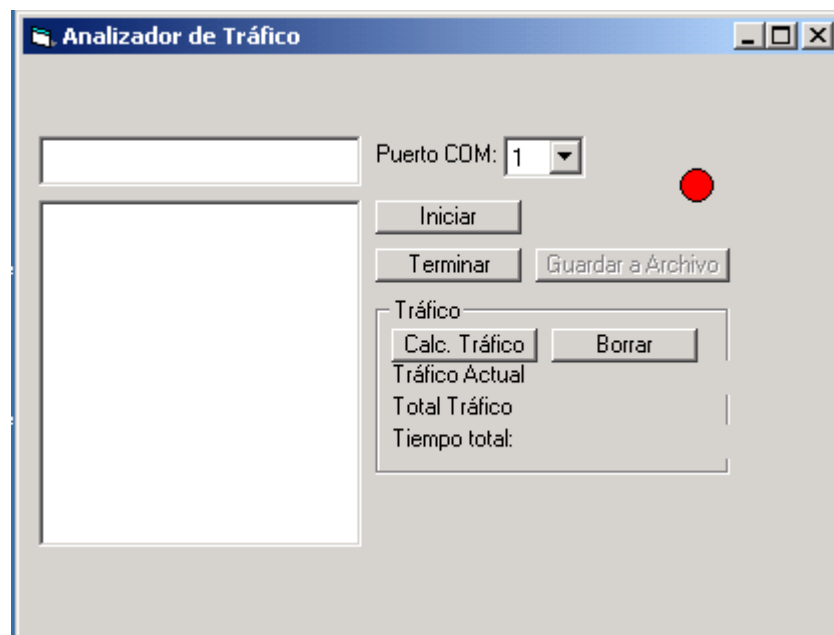 Analizador de Tráfico
Puerto COM: 1
Iniciar
Terminar Guardar a Archivo
Tráfico
Calc. Tráfico Borrar
Tráfico Actual
Total Tráfico
Tiempo total: